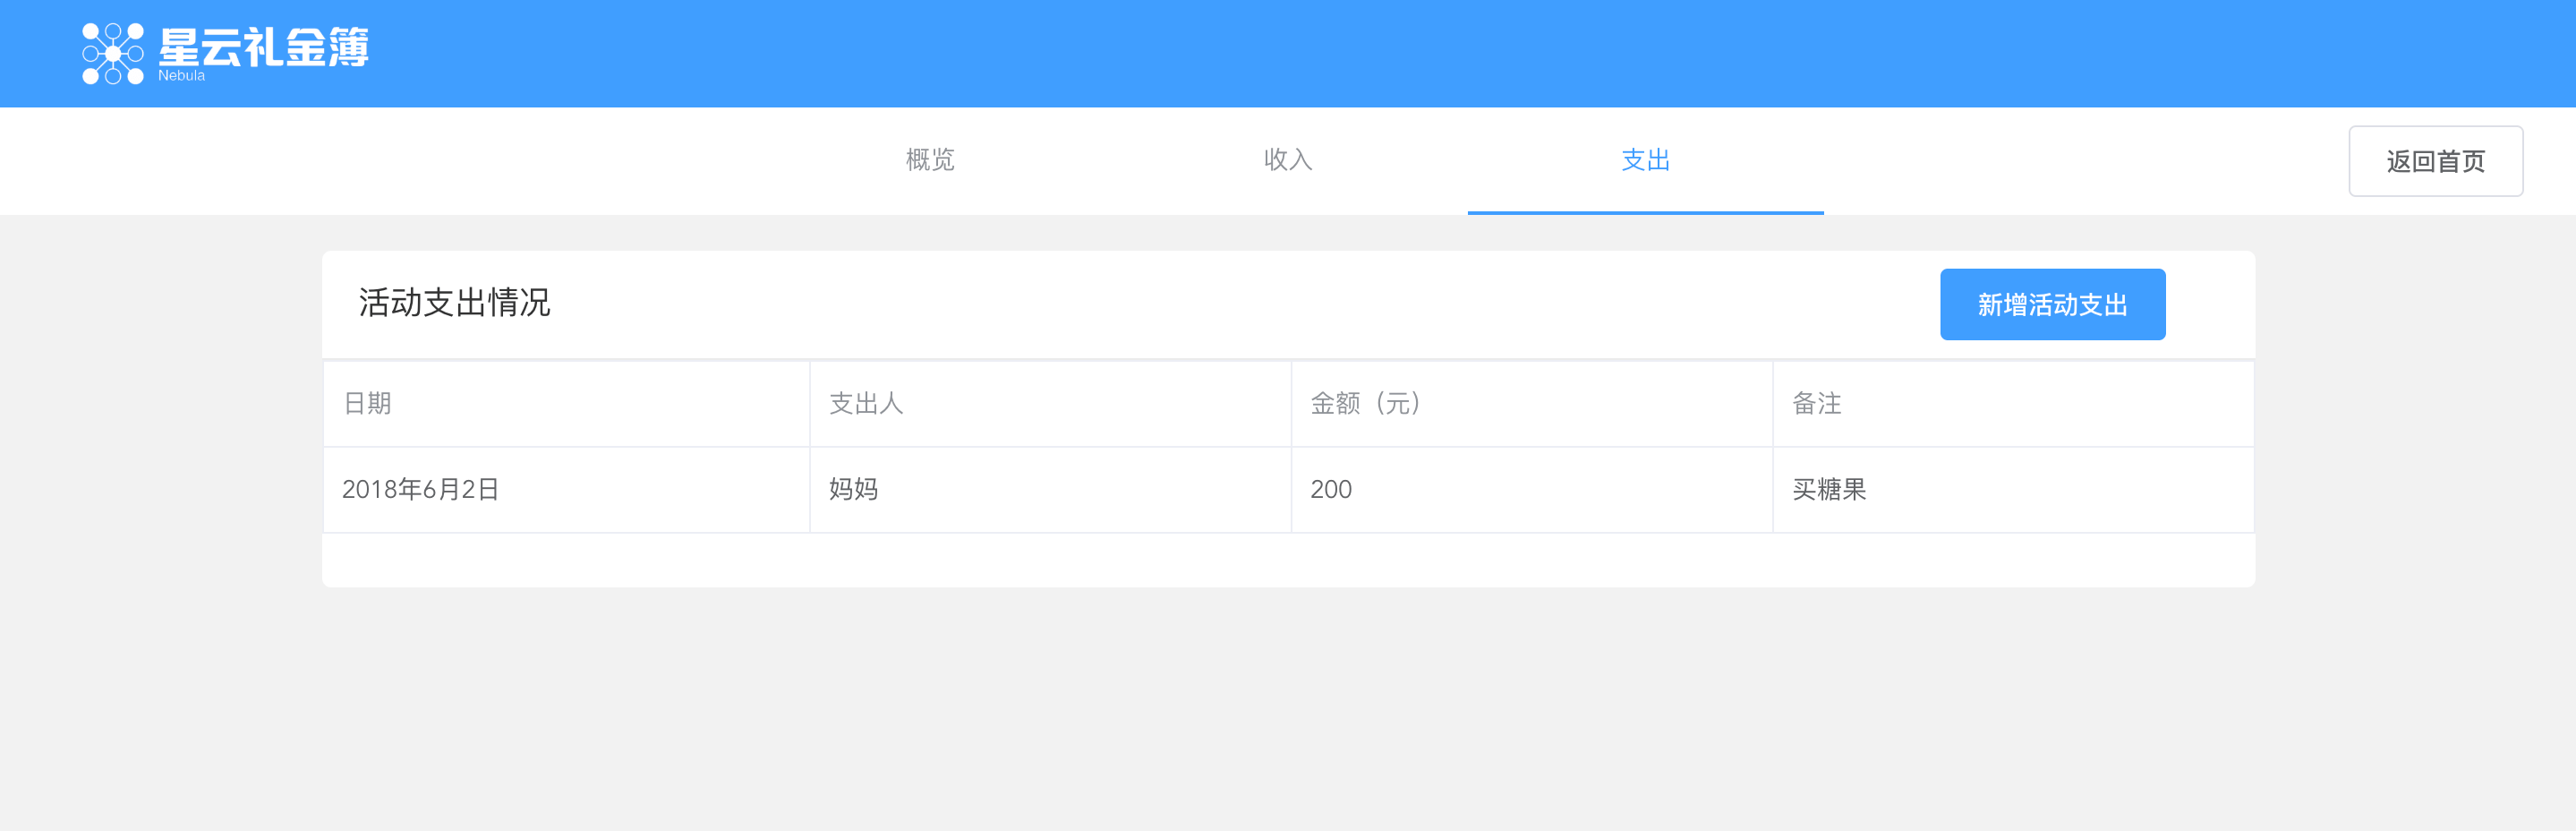 星云礼金簿
Nebula
概览 收入 支出 返回首页
活动支出情况 新增活动支出
日期 支出人 金额（元） 备注
2018年6月2日 妈妈 200 买糖果